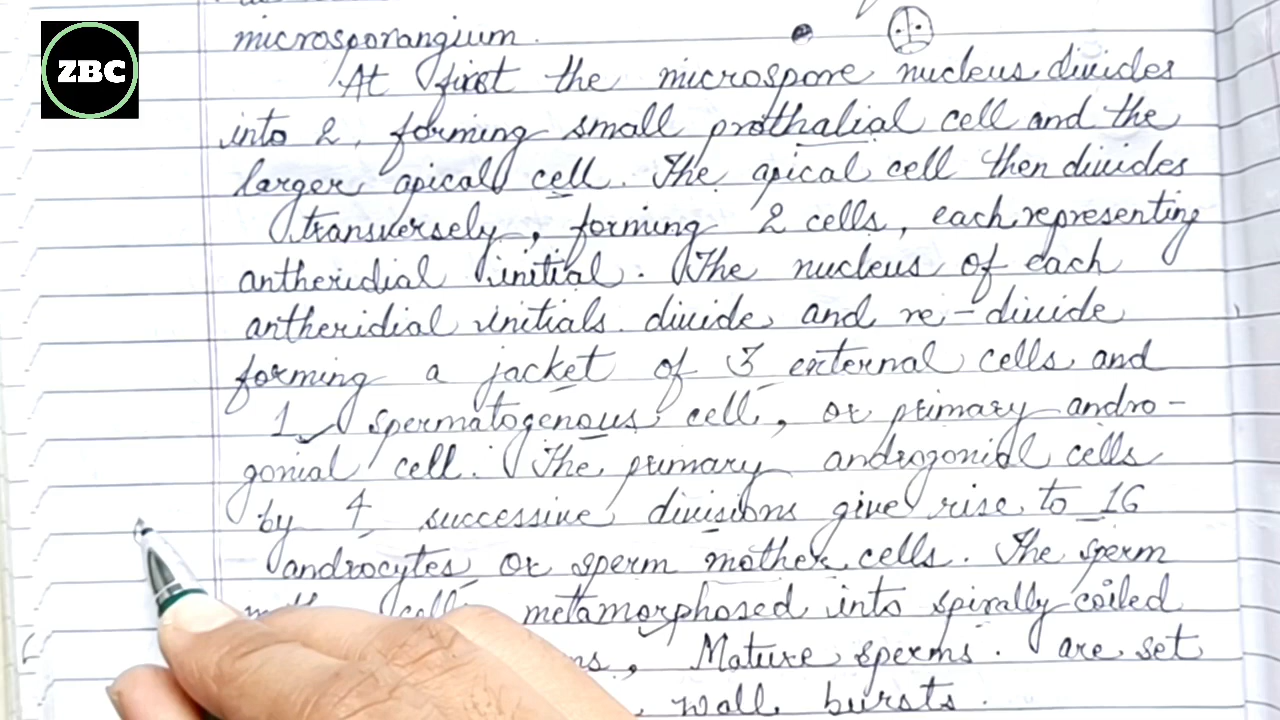 ZBC
microsporangium.
At first the microspore nucleus divides
into 2, forming small prothalial cell and the
larger apical cell. The apical cell then divides
transversely, forming 2 cells, each representing
antheridial initial. The nucleus of each
antheridial initials divide and re-divide
forming a jacket of 3 external cells and
1 spermatogenous cell, or primary andro-
gonial cell. The primary androgonial cells
by 4 successive divisions give rise to 16
androcytes or sperm mother cells. The sperm
cell metamorphosed into spirally coiled
Mature sperms. are set
wall bursts.